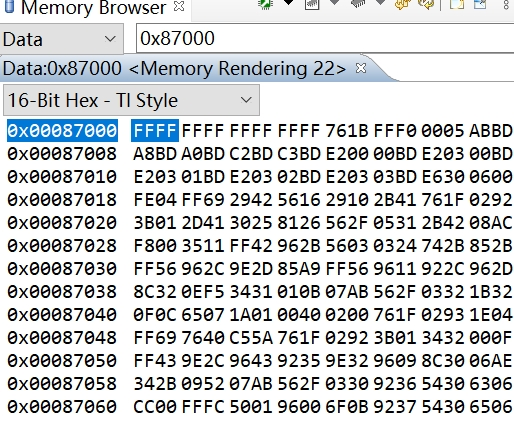 Memory Browser
Data 0x87000
Data:0x87000 <Memory Rendering 22>
16-Bit Hex - TI Style
0x00087000 FFFF FFFF FFFF FFFF 761B FFF0 0005 ABBD
0x00087008 A8BD A0BD C2BD C3BD E200 00BD E203 00BD
0x00087010 E203 01BD E203 02BD E203 03BD E630 0600
0x00087018 FE04 FF69 2942 5616 2910 2B41 761F 0292
0x00087020 3B01 2D41 3025 8126 562F 0531 2B42 08AC
0x00087028 F800 3511 FF42 962B 5603 0324 742B 852B
0x00087030 FF56 962C 9E2D 85A9 FF56 9611 922C 962D
0x00087038 8C32 0EF5 3431 010B 07AB 562F 0332 1B32
0x00087040 0F0C 6507 1A01 0040 0200 761F 0293 1E04
0x00087048 FF69 7640 C55A 761F 0292 3B01 3432 000F
0x00087050 FF43 9E2C 9643 9235 9E32 9609 8C30 06AE
0x00087058 342B 0952 07AB 562F 0330 9236 5430 6306
0x00087060 CC00 FFFC 5001 9600 6F0B 9237 5430 6506